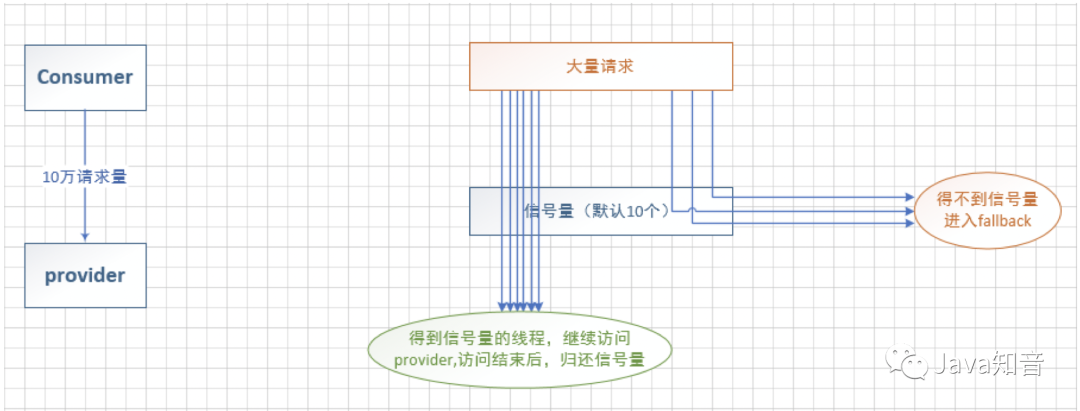 Consumer
10万请求量
provider
大量请求
信号量（默认10个）
得不到信号量
进入fallback
得到信号量的线程，继续访问
provider,访问结束后，归还信号量
Java知音